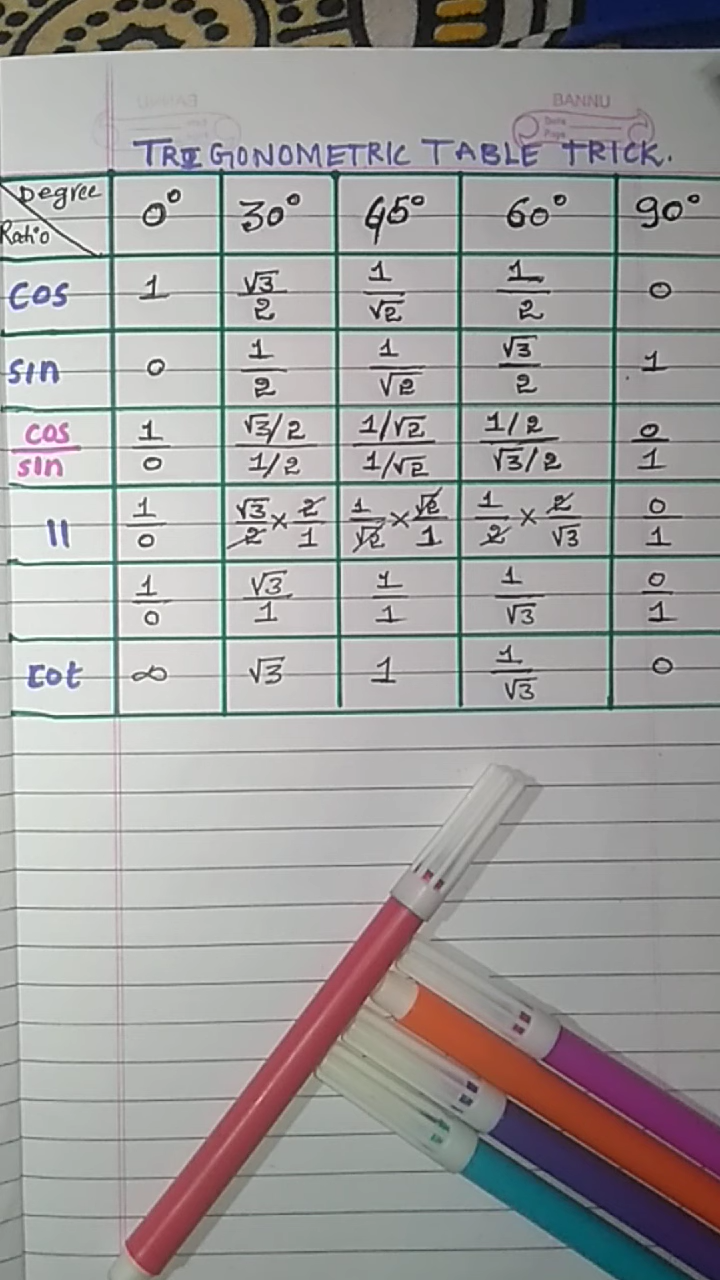 BANNU
Date
Page
TRIGONOMETRIC TABLE TRICK.
Degree
Ratio 0° 30° 45° 60° 90°
cos 1 √3/2 1/√2 1/2 0
sin 0 1/2 1/√2 √3/2 1
cos/sin 1/0 √3/2/1/2 1/√2/1/√2 1/2/√3/2 0/1
11 1/0 √3/2 × 2/1 1/√2 × √2/1 1/2 × 2/√3 0/1
1/0 √3/1 1/1 1/√3 0/1
cot ∞ √3 1 1/√3 0